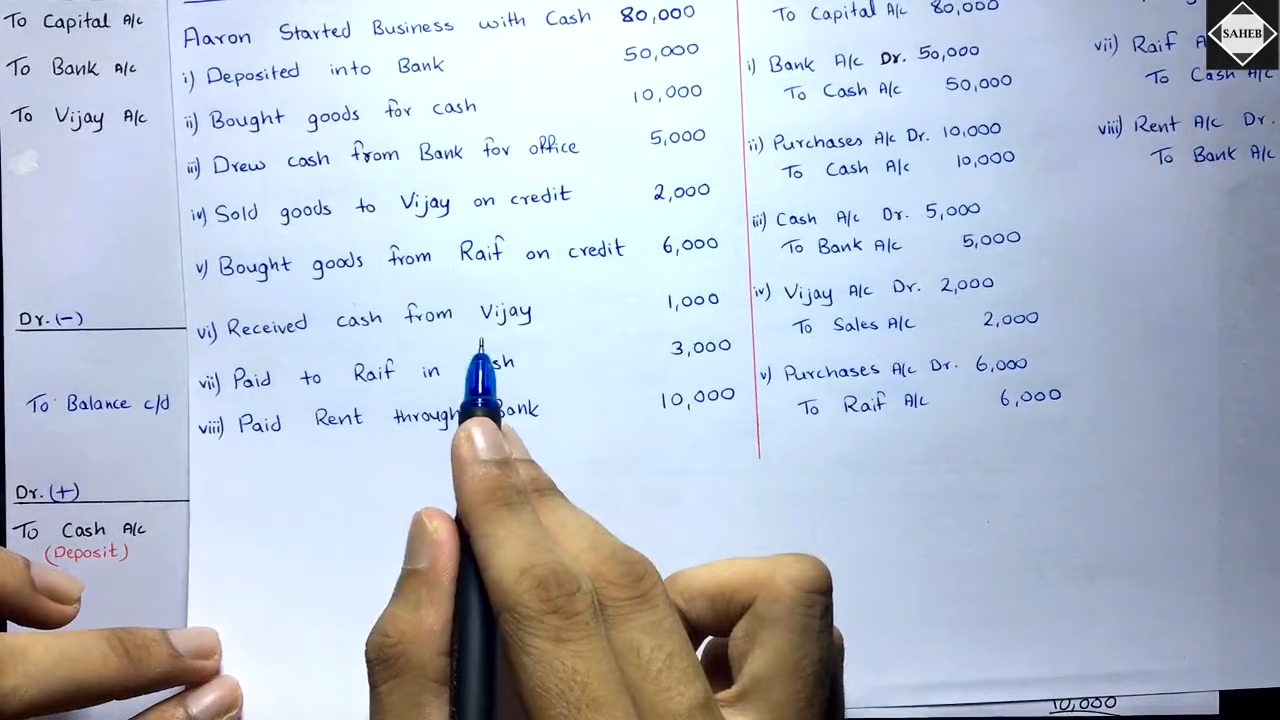 To Capital A/c
To Bank A/c
To Vijay A/c
Dr. (-)
To Balance c/d
Dr. (+)
To Cash A/c
(Deposit)
Aaron Started Business with Cash 80,000
i) Deposited into Bank 50,000
ii) Bought goods for cash 10,000
iii) Drew cash from Bank for office 5,000
iv) Sold goods to Vijay on credit 2,000
v) Bought goods from Raif on credit 6,000
vi) Received cash from Vijay 1,000
vii) Paid to Raif in sh 3,000
viii) Paid Rent through Bank 10,000
To Capital A/c 80,000
i) Bank A/c Dr. 50,000
To Cash A/c 50,000
ii) Purchases A/c Dr. 10,000
To Cash A/c 10,000
iii) Cash A/c Dr. 5,000
To Bank A/c 5,000
iv) Vijay A/c Dr. 2,000
To Sales A/c 2,000
v) Purchases A/c Dr. 6,000
To Raif A/c 6,000
vii) Raif A
To Cash A/c
viii) Rent A/c Dr.
To Bank A/c
SAHEB
10,000